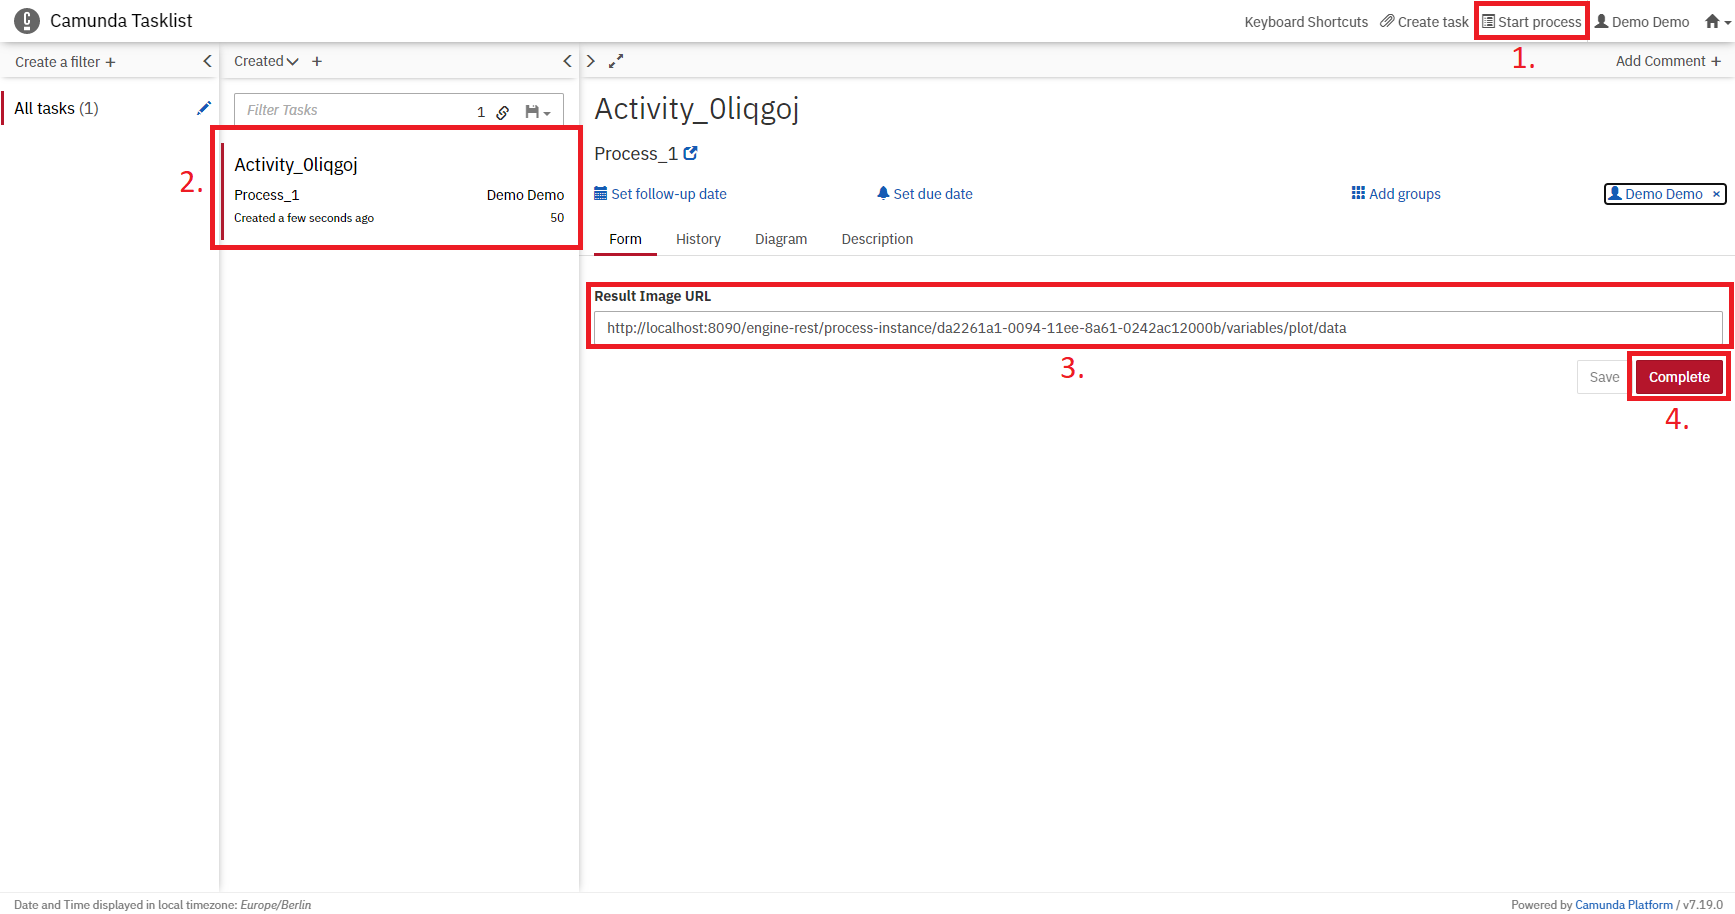 Camunda Tasklist
Keyboard Shortcuts Create task Start process Demo Demo
1.
Create a filter +
Created +
Add Comment +
All tasks (1)
Filter Tasks 1
2.
Activity_0liqgoj
Process_1 Demo Demo
Created a few seconds ago 50
Activity_0liqgoj
Process_1
Set follow-up date Set due date Add groups Demo Demo ×
Form History Diagram Description
Result Image URL
http://localhost:8090/engine-rest/process-instance/da2261a1-0094-11ee-8a61-0242ac12000b/variables/plot/data
3.
Save Complete
4.
Date and Time displayed in local timezone: Europe/Berlin
Powered by Camunda Platform / v7.19.0